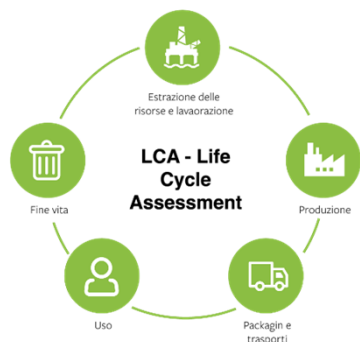 Estrazione delle
risorse e lavaorazione
LCA - Life
Cycle
Assessment
Fine vita
Produzione
Uso
Packagin e
trasporti